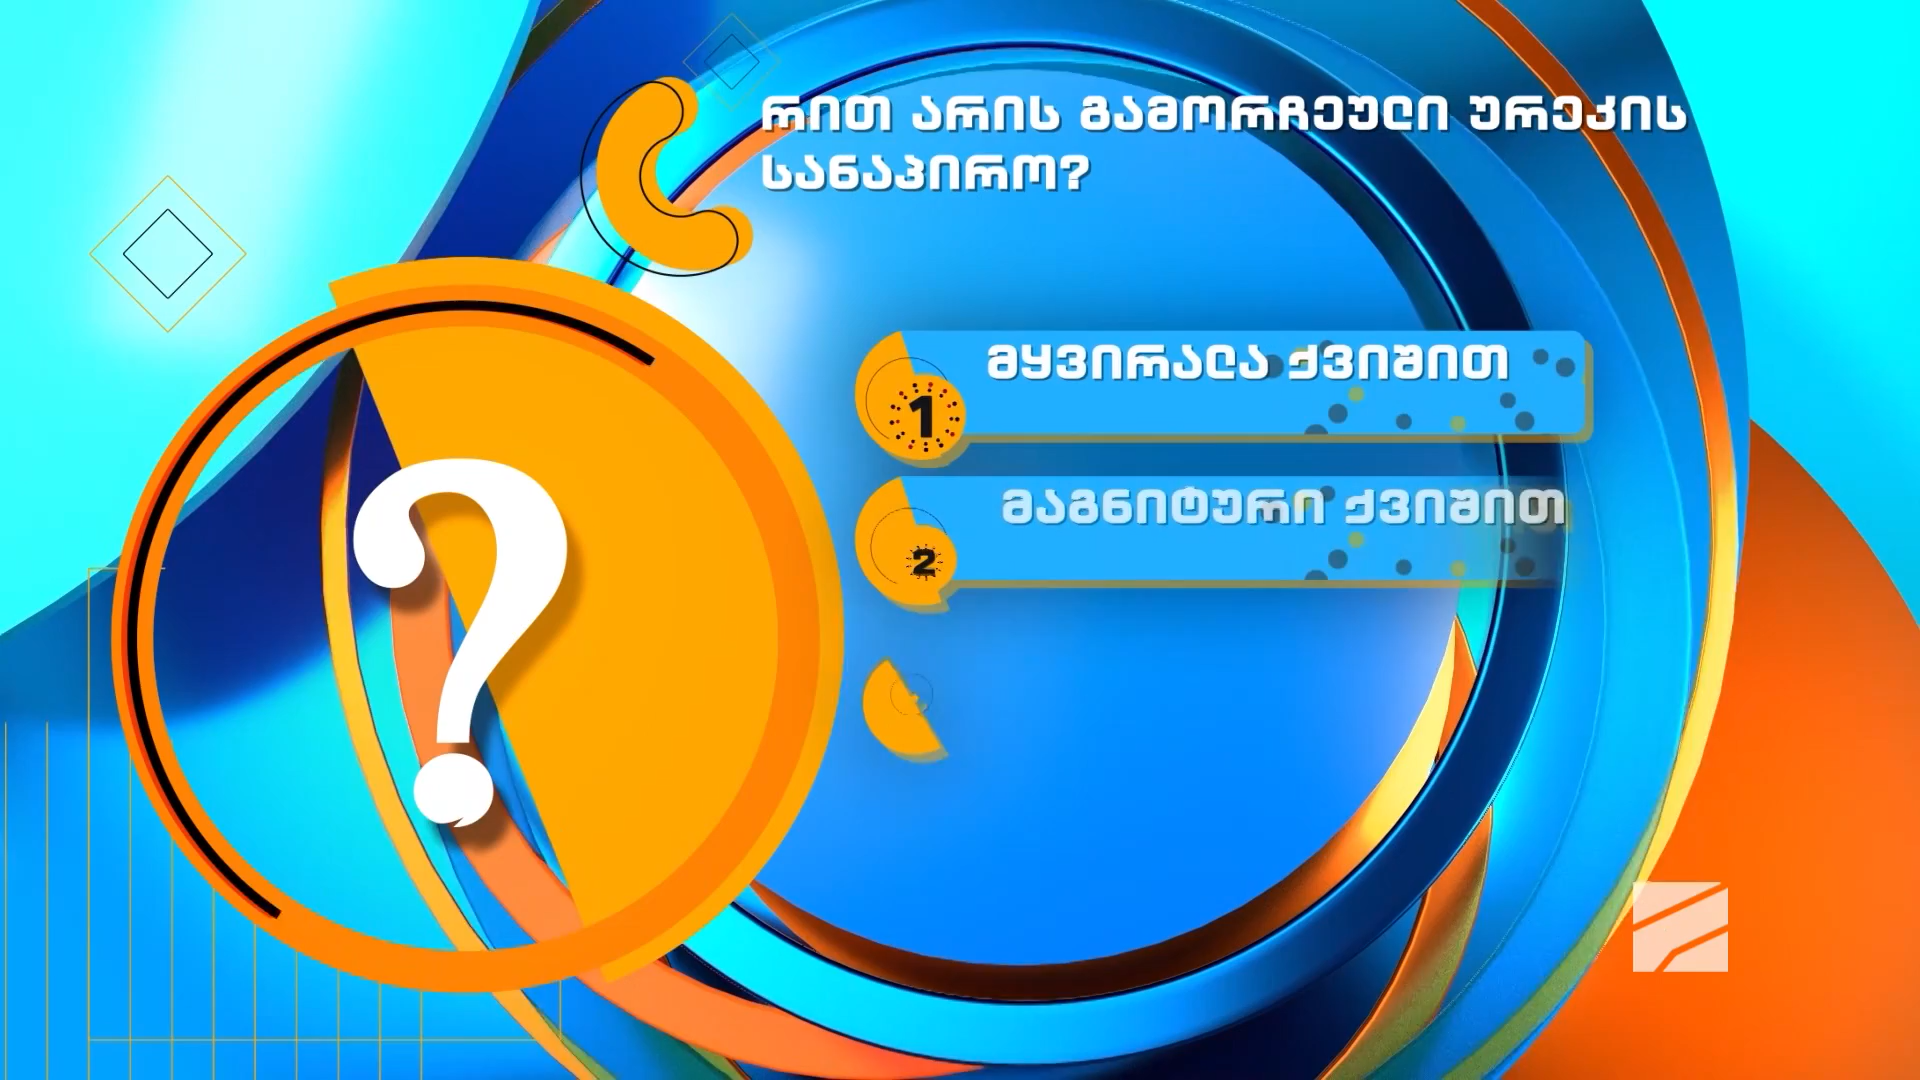 რით არის გამორჩეული ურეკის
სანაპირო?
1
მყვირალა ქვიშით
2
მაგნიტური ქვიშით
?